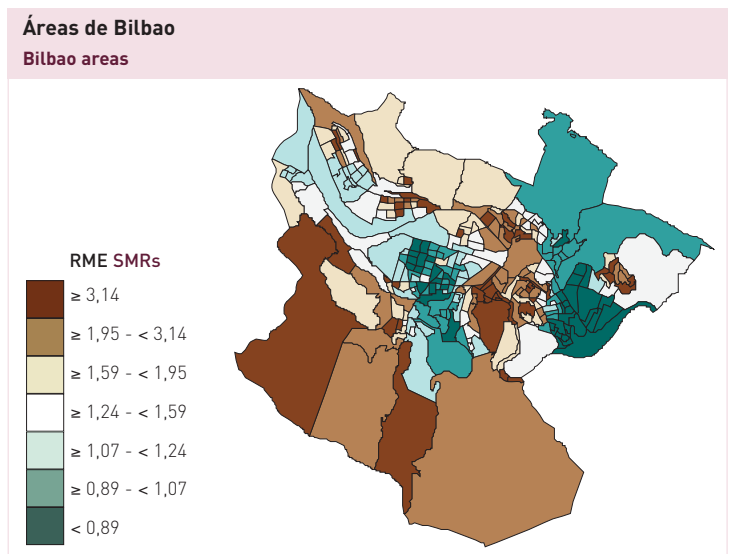 Áreas de Bilbao
Bilbao areas
RME SMRs
≥ 3,14
≥ 1,95 - < 3,14
≥ 1,59 - < 1,95
≥ 1,24 - < 1,59
≥ 1,07 - < 1,24
≥ 0,89 - < 1,07
< 0,89